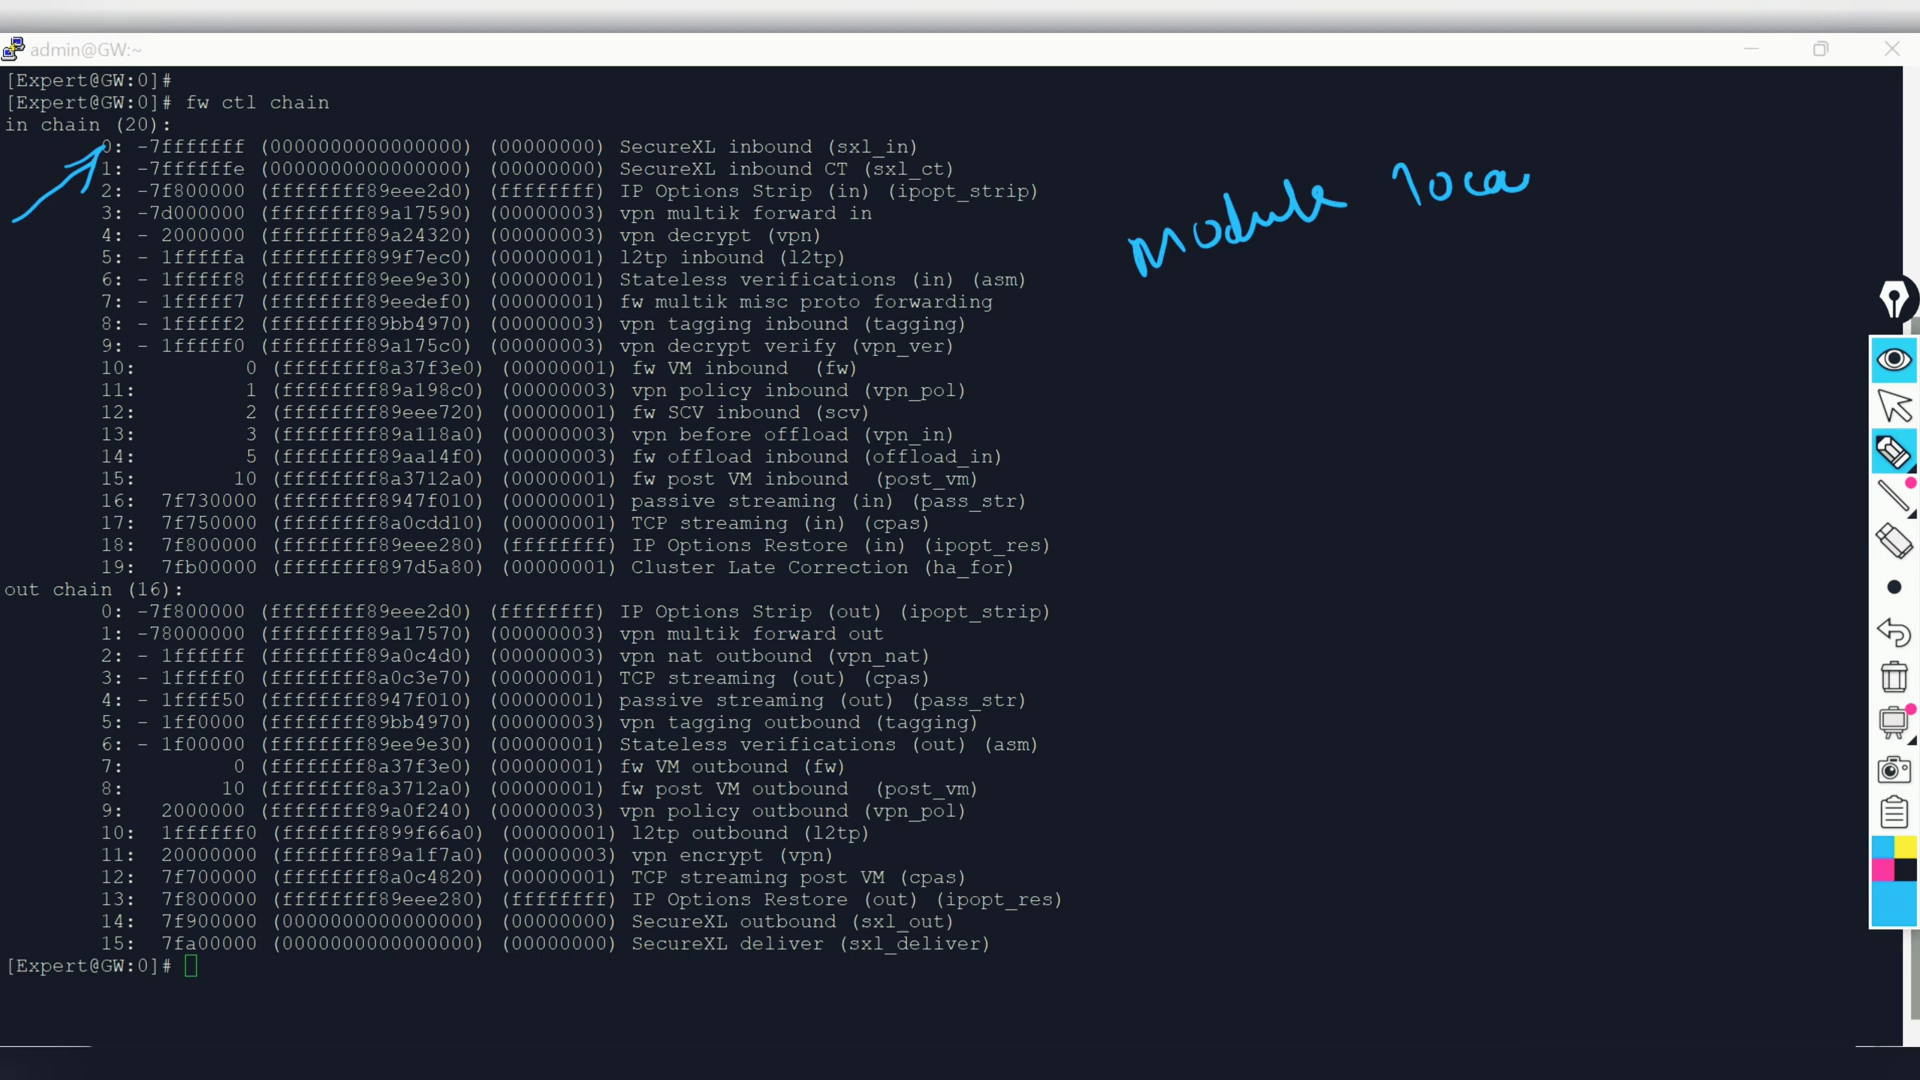 admin@GW:~
[Expert@GW:0]#
[Expert@GW:0]# fw ctl chain
in chain (20):
0: -7fffffff (0000000000000000) (00000000) SecureXL inbound (sxl_in)
1: -7ffffffe (0000000000000000) (00000000) SecureXL inbound CT (sxl_ct)
2: -7f800000 (ffffffff89eee2d0) (ffffffff) IP Options Strip (in) (ipopt_strip)
3: -7d000000 (ffffffff89a17590) (00000003) vpn multik forward in
4: - 2000000 (ffffffff89a24320) (00000003) vpn decrypt (vpn)
5: - 1fffffa (ffffffff899f7ec0) (00000001) l2tp inbound (l2tp)
6: - 1fffff8 (ffffffff89ee9e30) (00000001) Stateless verifications (in) (asm)
7: - 1fffff7 (ffffffff89eedef0) (00000001) fw multik misc proto forwarding
8: - 1fffff2 (ffffffff89bb4970) (00000003) vpn tagging inbound (tagging)
9: - 1fffff0 (ffffffff89a175c0) (00000003) vpn decrypt verify (vpn_ver)
10: 0 (ffffffff8a37f3e0) (00000001) fw VM inbound (fw)
11: 1 (ffffffff89a198c0) (00000003) vpn policy inbound (vpn_pol)
12: 2 (ffffffff89eee720) (00000001) fw SCV inbound (scv)
13: 3 (ffffffff89a118a0) (00000003) vpn before offload (vpn_in)
14: 5 (ffffffff89aa14f0) (00000003) fw offload inbound (offload_in)
15: 10 (ffffffff8a3712a0) (00000001) fw post VM inbound (post_vm)
16: 7f730000 (ffffffff8947f010) (00000001) passive streaming (in) (pass_str)
17: 7f750000 (ffffffff8a0cdd10) (00000001) TCP streaming (in) (cpas)
18: 7f800000 (ffffffff89eee280) (ffffffff) IP Options Restore (in) (ipopt_res)
19: 7fb00000 (ffffffff897d5a80) (00000001) Cluster Late Correction (ha_for)
out chain (16):
0: -7f800000 (ffffffff89eee2d0) (ffffffff) IP Options Strip (out) (ipopt_strip)
1: -78000000 (ffffffff89a17570) (00000003) vpn multik forward out
2: - 1ffffff (ffffffff89a0c4d0) (00000003) vpn nat outbound (vpn_nat)
3: - 1fffff0 (ffffffff8a0c3e70) (00000001) TCP streaming (out) (cpas)
4: - 1ffff50 (ffffffff8947f010) (00000001) passive streaming (out) (pass_str)
5: - 1ff0000 (ffffffff89bb4970) (00000003) vpn tagging outbound (tagging)
6: - 1f00000 (ffffffff89ee9e30) (00000001) Stateless verifications (out) (asm)
7: 0 (ffffffff8a37f3e0) (00000001) fw VM outbound (fw)
8: 10 (ffffffff8a3712a0) (00000001) fw post VM outbound (post_vm)
9: 2000000 (ffffffff89a0f240) (00000003) vpn policy outbound (vpn_pol)
10: 1ffffff0 (ffffffff899f66a0) (00000001) l2tp outbound (l2tp)
11: 20000000 (ffffffff89a1f7a0) (00000003) vpn encrypt (vpn)
12: 7f700000 (ffffffff8a0c4820) (00000001) TCP streaming post VM (cpas)
13: 7f800000 (ffffffff89eee280) (ffffffff) IP Options Restore (out) (ipopt_res)
14: 7f900000 (0000000000000000) (00000000) SecureXL outbound (sxl_out)
15: 7fa00000 (0000000000000000) (00000000) SecureXL deliver (sxl_deliver)
[Expert@GW:0]#
Module loca